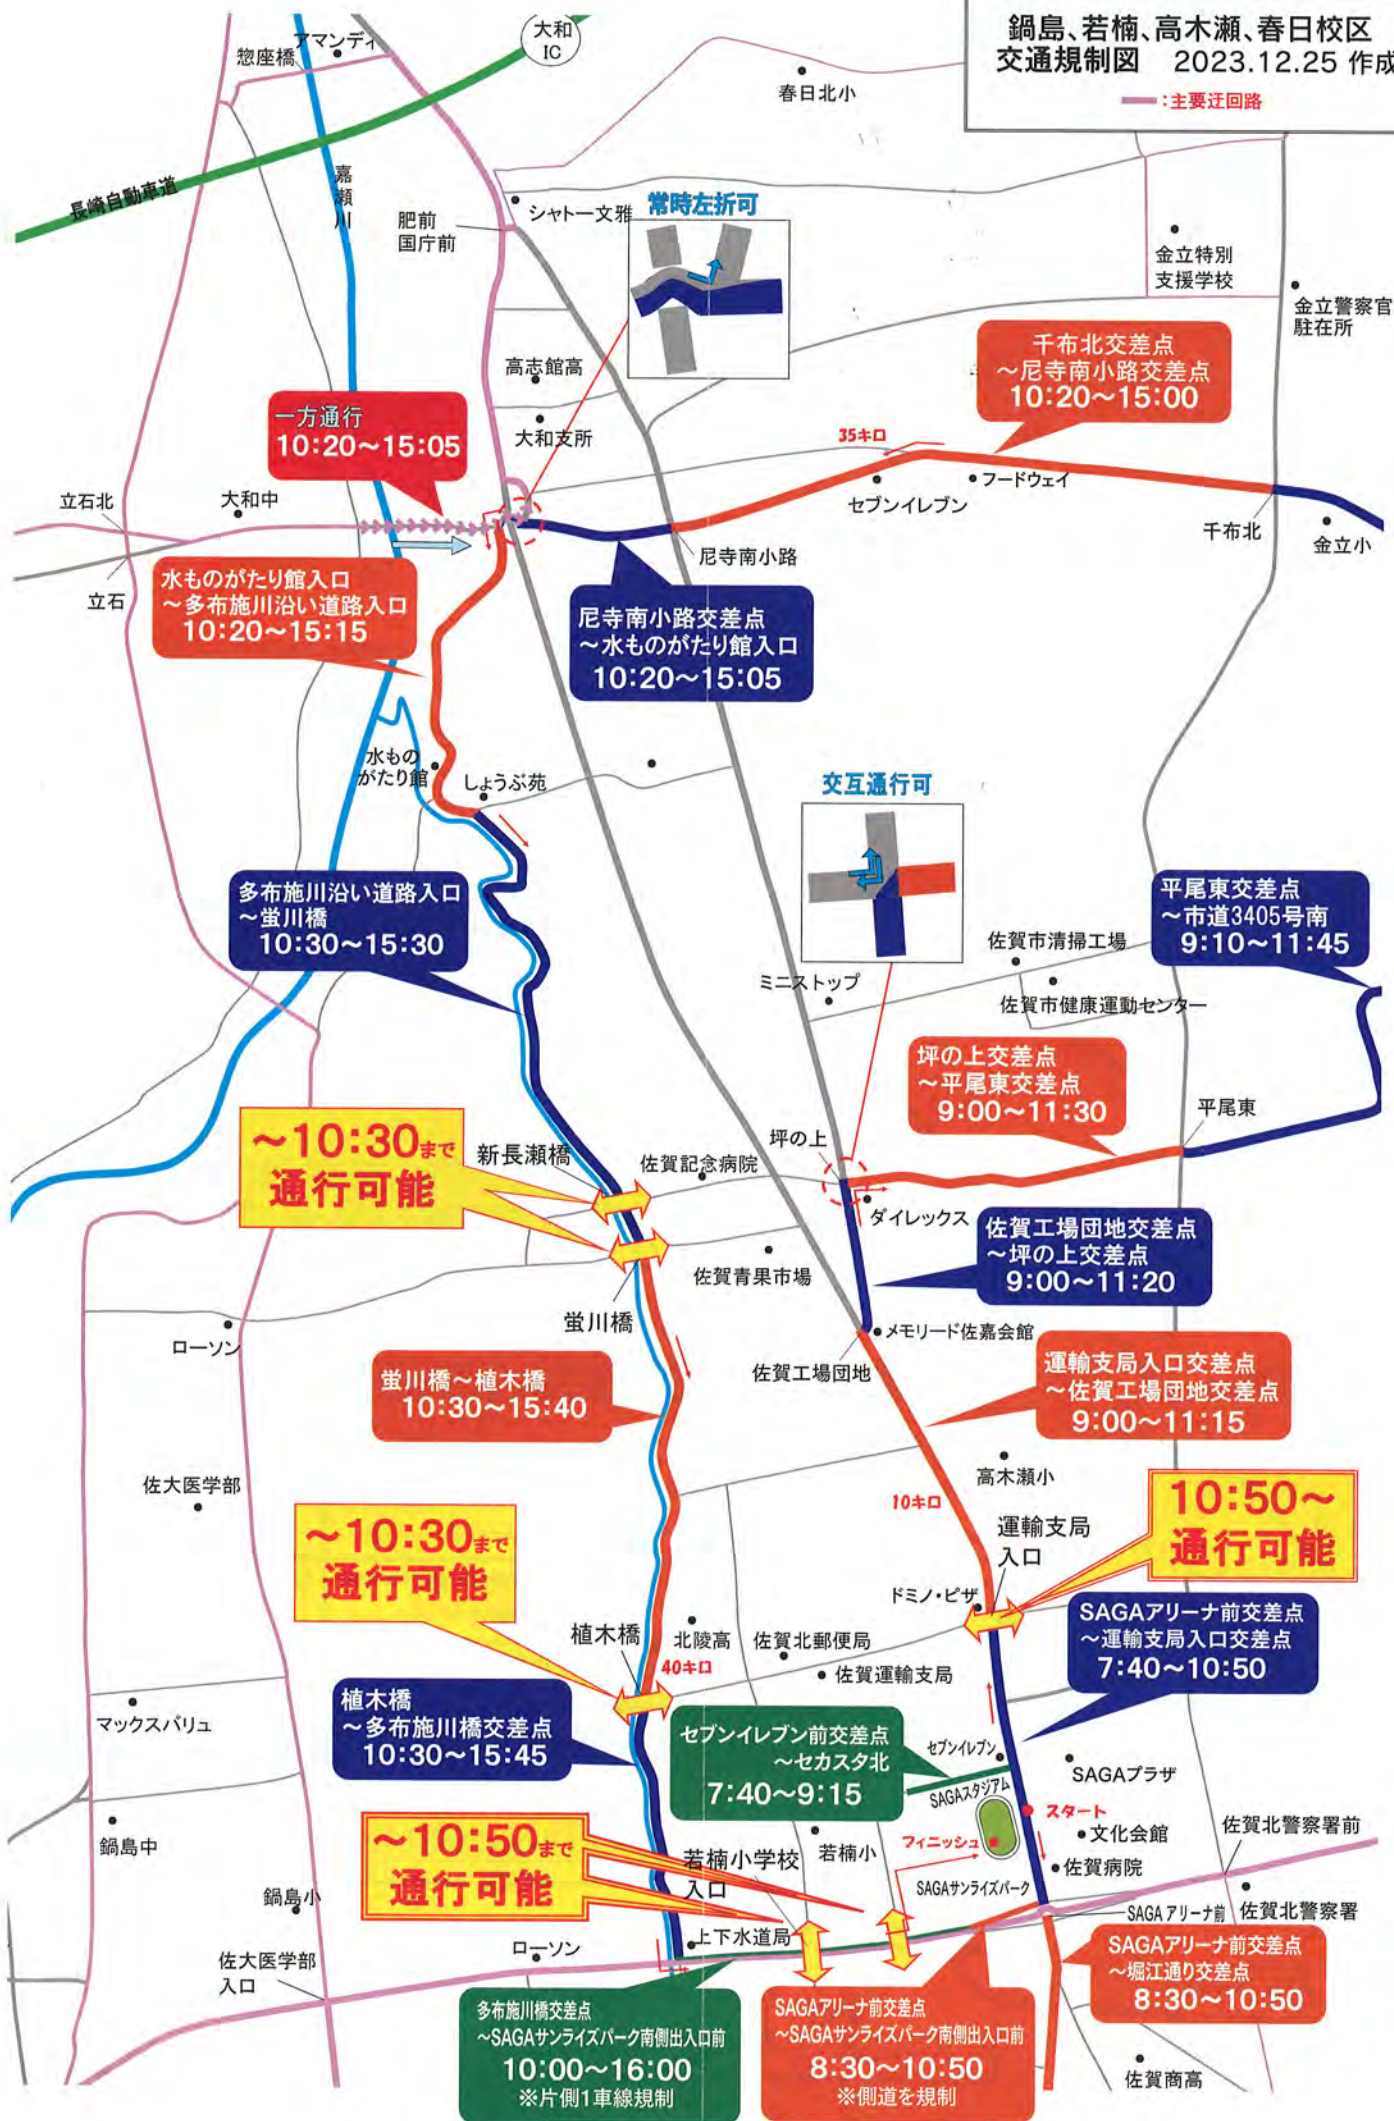 鍋島、若楠、高木瀬、春日校区
交通規制図 2023.12.25 作成
:主要迂回路
大和
IC
アマンディ
惣座橋
春日北小
長崎自動車道
嘉瀬川
肥前
国庁前
シャトー文雅
常時左折可
金立特別
支援学校
金立警察官
駐在所
千布北交差点
～尼寺南小路交差点
10:20～15:00
高志館高
大和支所
一方通行
10:20～15:05
35キロ
セブンイレブン
フードウェイ
立石北
大和中
千布北
金立小
尼寺南小路
立石
水ものがたり館入口
～多布施川沿い道路入口
10:20～15:15
尼寺南小路交差点
～水ものがたり館入口
10:20～15:05
水もの
がたり館
しょうぶ苑
交互通行可
多布施川沿い道路入口
～蛍川橋
10:30～15:30
平尾東交差点
～市道3405号南
9:10～11:45
佐賀市清掃工場
ミニストップ
佐賀市健康運動センター
坪の上交差点
～平尾東交差点
9:00～11:30
平尾東
坪の上
～10:30まで
通行可能
新長瀬橋
佐賀記念病院
ダイレックス
佐賀工場団地交差点
～坪の上交差点
9:00～11:20
佐賀青果市場
蛍川橋
ローソン
メモリード佐嘉会館
佐賀工場団地
運輸支局入口交差点
～佐賀工場団地交差点
9:00～11:15
蛍川橋～植木橋
10:30～15:40
高木瀬小
佐大医学部
10キロ
10:50～
通行可能
運輸支局
入口
～10:30まで
通行可能
ドミノ・ピザ
SAGAアリーナ前交差点
～運輸支局入口交差点
7:40～10:50
植木橋
北陵高
佐賀北郵便局
佐賀運輸支局
40キロ
植木橋
～多布施川橋交差点
10:30～15:45
マックスバリュ
セブンイレブン前交差点
～セカスタ北
7:40～9:15
セブンイレブン
SAGAスタジアム
SAGAプラザ
スタート
文化会館
佐賀北警察署前
鍋島中
～10:50まで
通行可能
若楠小学校
入口
若楠小
フィニッシュ
佐賀病院
SAGAサンライズパーク
鍋島小
上下水道局
SAGA アリーナ前
佐賀北警察署
ローソン
佐大医学部
入口
SAGAアリーナ前交差点
～堀江通り交差点
8:30～10:50
多布施川橋交差点
～SAGAサンライズパーク南側出入口前
10:00～16:00
※片側1車線規制
SAGAアリーナ前交差点
～SAGAサンライズパーク南側出入口前
8:30～10:50
※側道を規制
佐賀商高